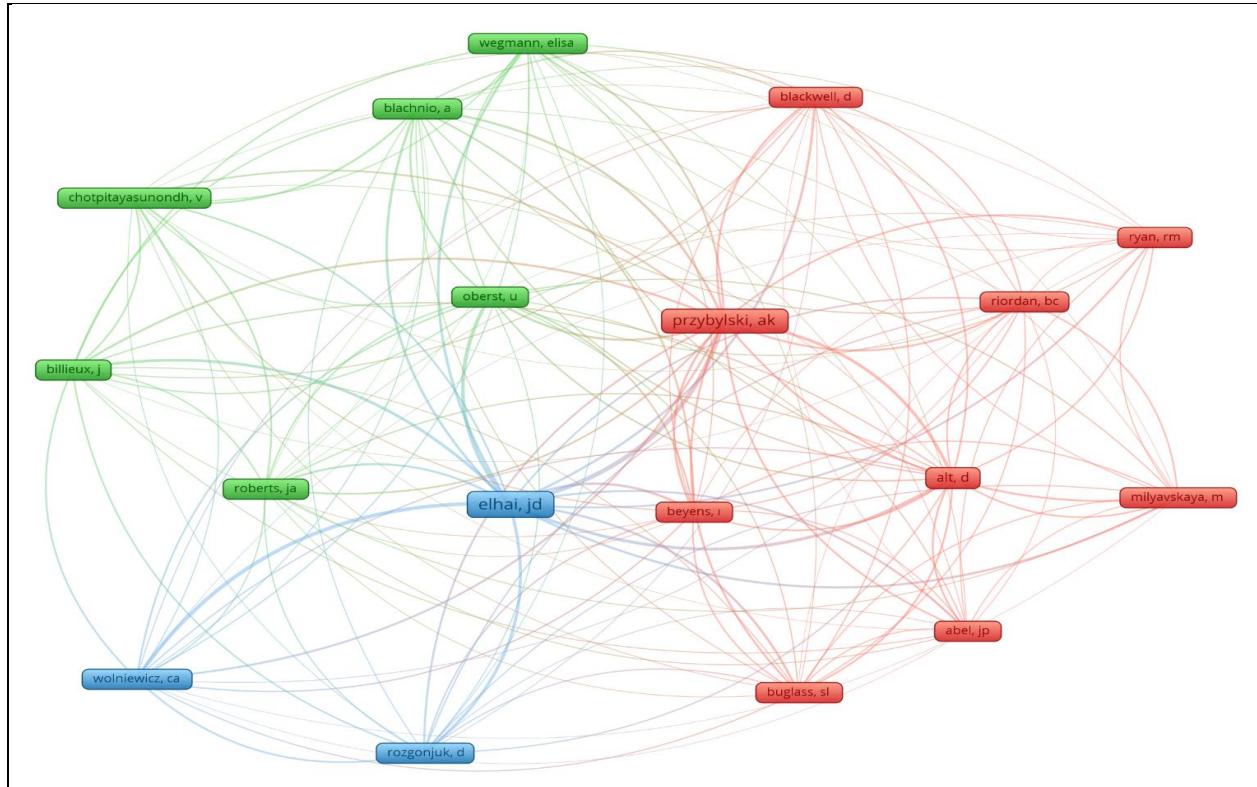 wegmann, elisa
blackwell, d
blachnio, a
chotpitayasunondh, v
ryan, rm
oberst, u
riordan, bc
przybylski, ak
billieux, j
alt, d
roberts, ja
milyavskaya, m
elhai, jd
beyens, i
abel, jp
wolniewicz, ca
buglass, sl
rozgonjuk, d